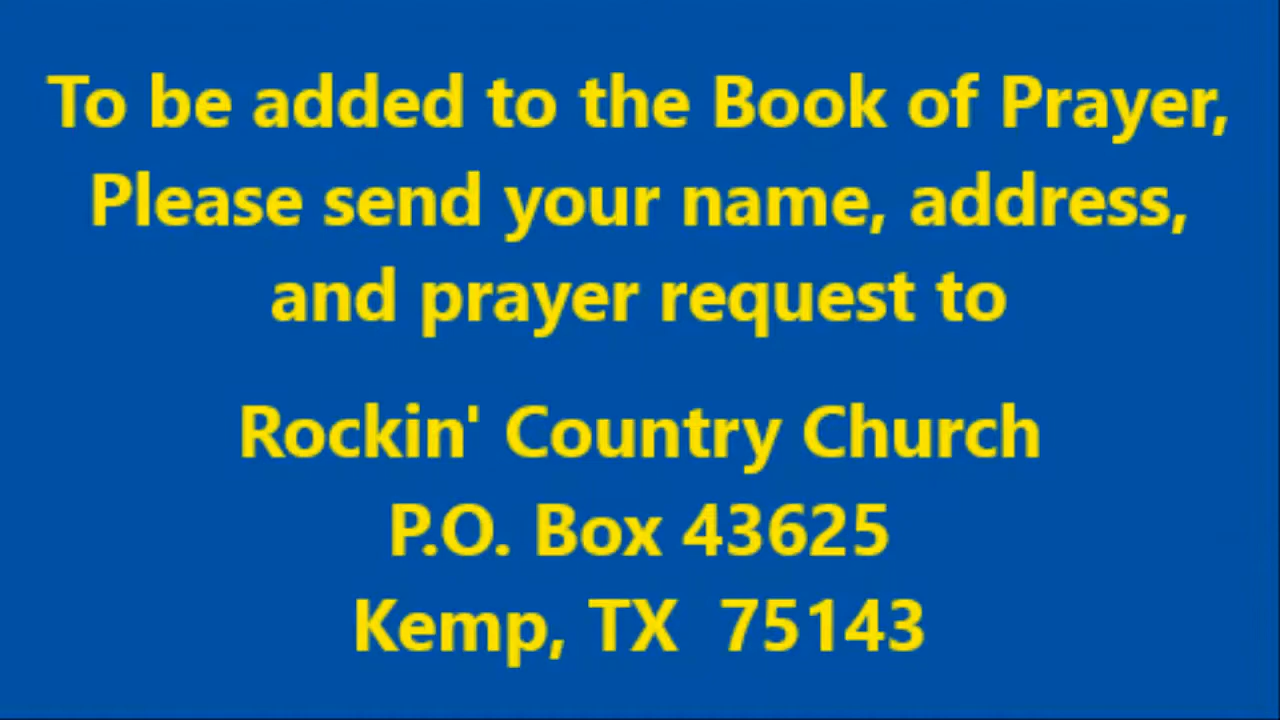 To be added to the Book of Prayer,
Please send your name, address,
and prayer request to
Rockin' Country Church
P.O. Box 43625
Kemp, TX  75143